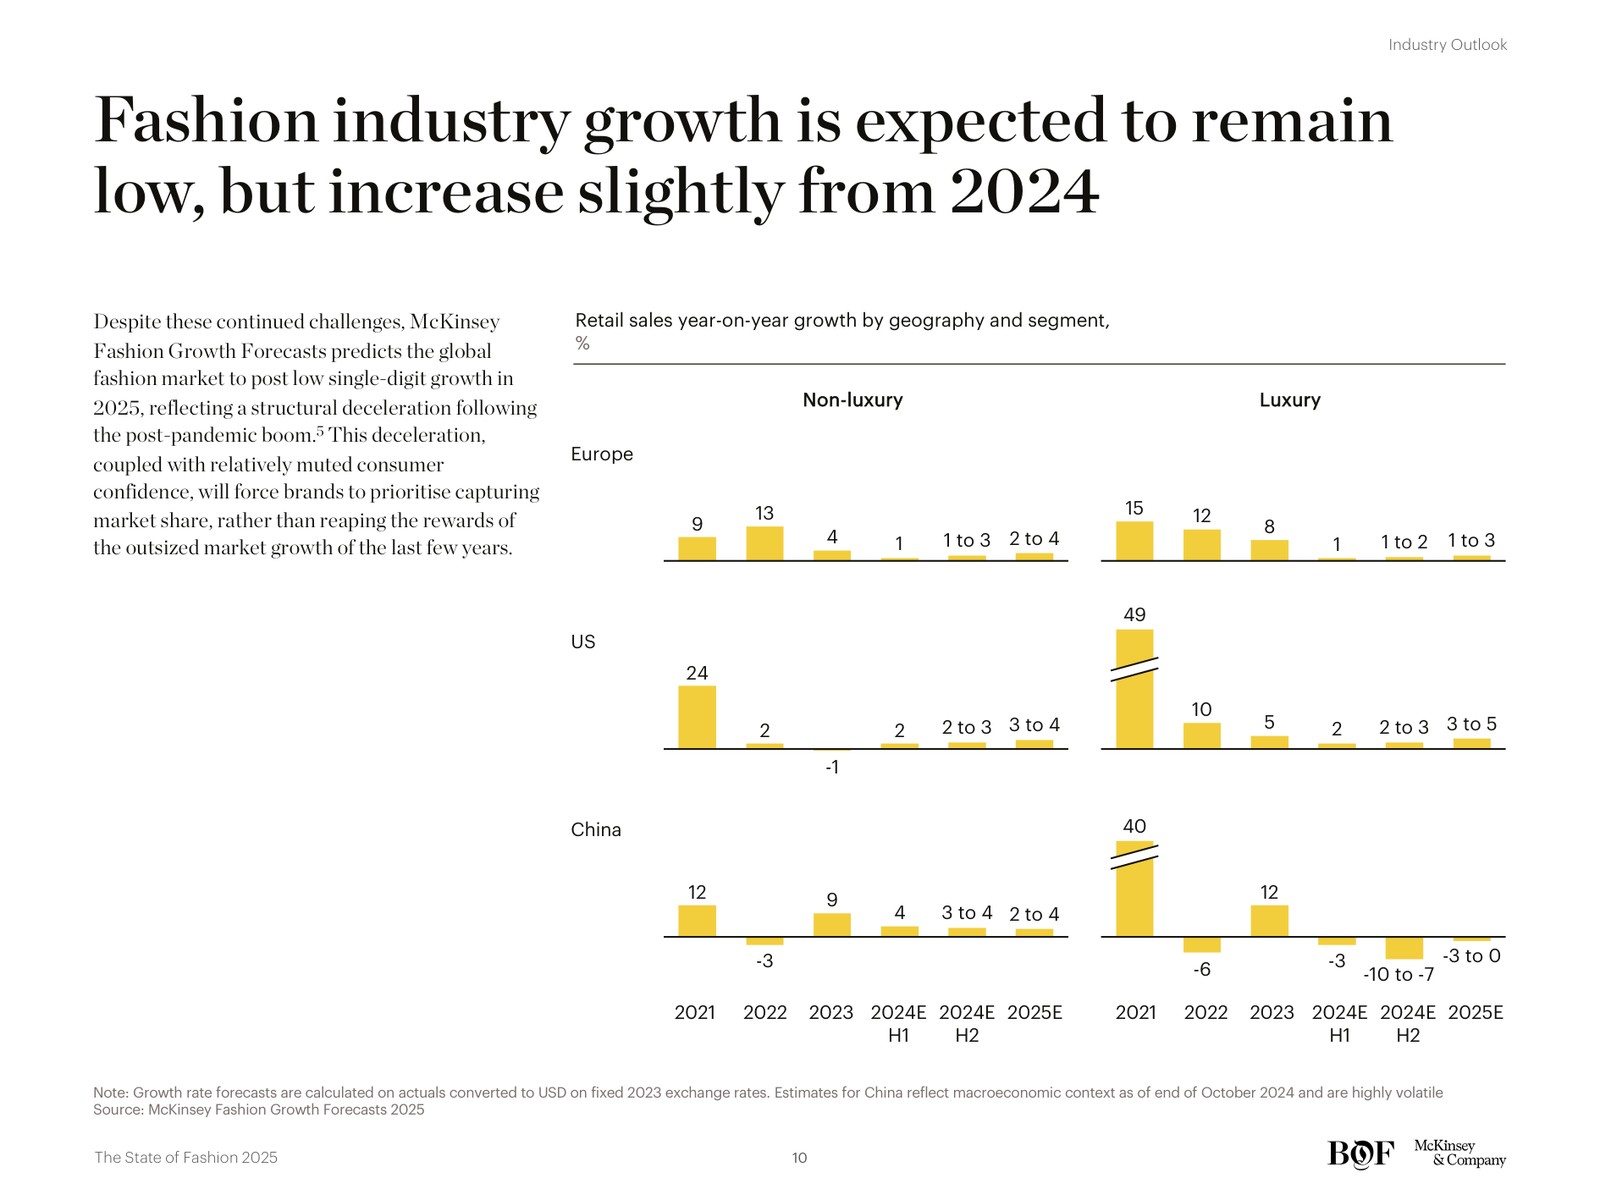 Industry Outlook
Fashion industry growth is expected to remain
low, but increase slightly from 2024
Despite these continued challenges, McKinsey
Fashion Growth Forecasts predicts the global
fashion market to post low single-digit growth in
2025, reflecting a structural deceleration following
the post-pandemic boom.⁵ This deceleration,
coupled with relatively muted consumer
confidence, will force brands to prioritise capturing
market share, rather than reaping the rewards of
the outsized market growth of the last few years.
Retail sales year-on-year growth by geography and segment,
%
Non-luxury Luxury
Europe
9 13 4 1 1 to 3 2 to 4 15 12 8 1 1 to 2 1 to 3
US
24 2 -1 2 2 to 3 3 to 4 49 10 5 2 2 to 3 3 to 5
China
12 -3 9 4 3 to 4 2 to 4 40 -6 12 -3 -10 to -7 -3 to 0
2021 2022 2023 2024E 2024E 2025E 2021 2022 2023 2024E 2024E 2025E
H1 H2 H1 H2
Note: Growth rate forecasts are calculated on actuals converted to USD on fixed 2023 exchange rates. Estimates for China reflect macroeconomic context as of end of October 2024 and are highly volatile
Source: McKinsey Fashion Growth Forecasts 2025
The State of Fashion 2025
10
BOF
McKinsey
& Company